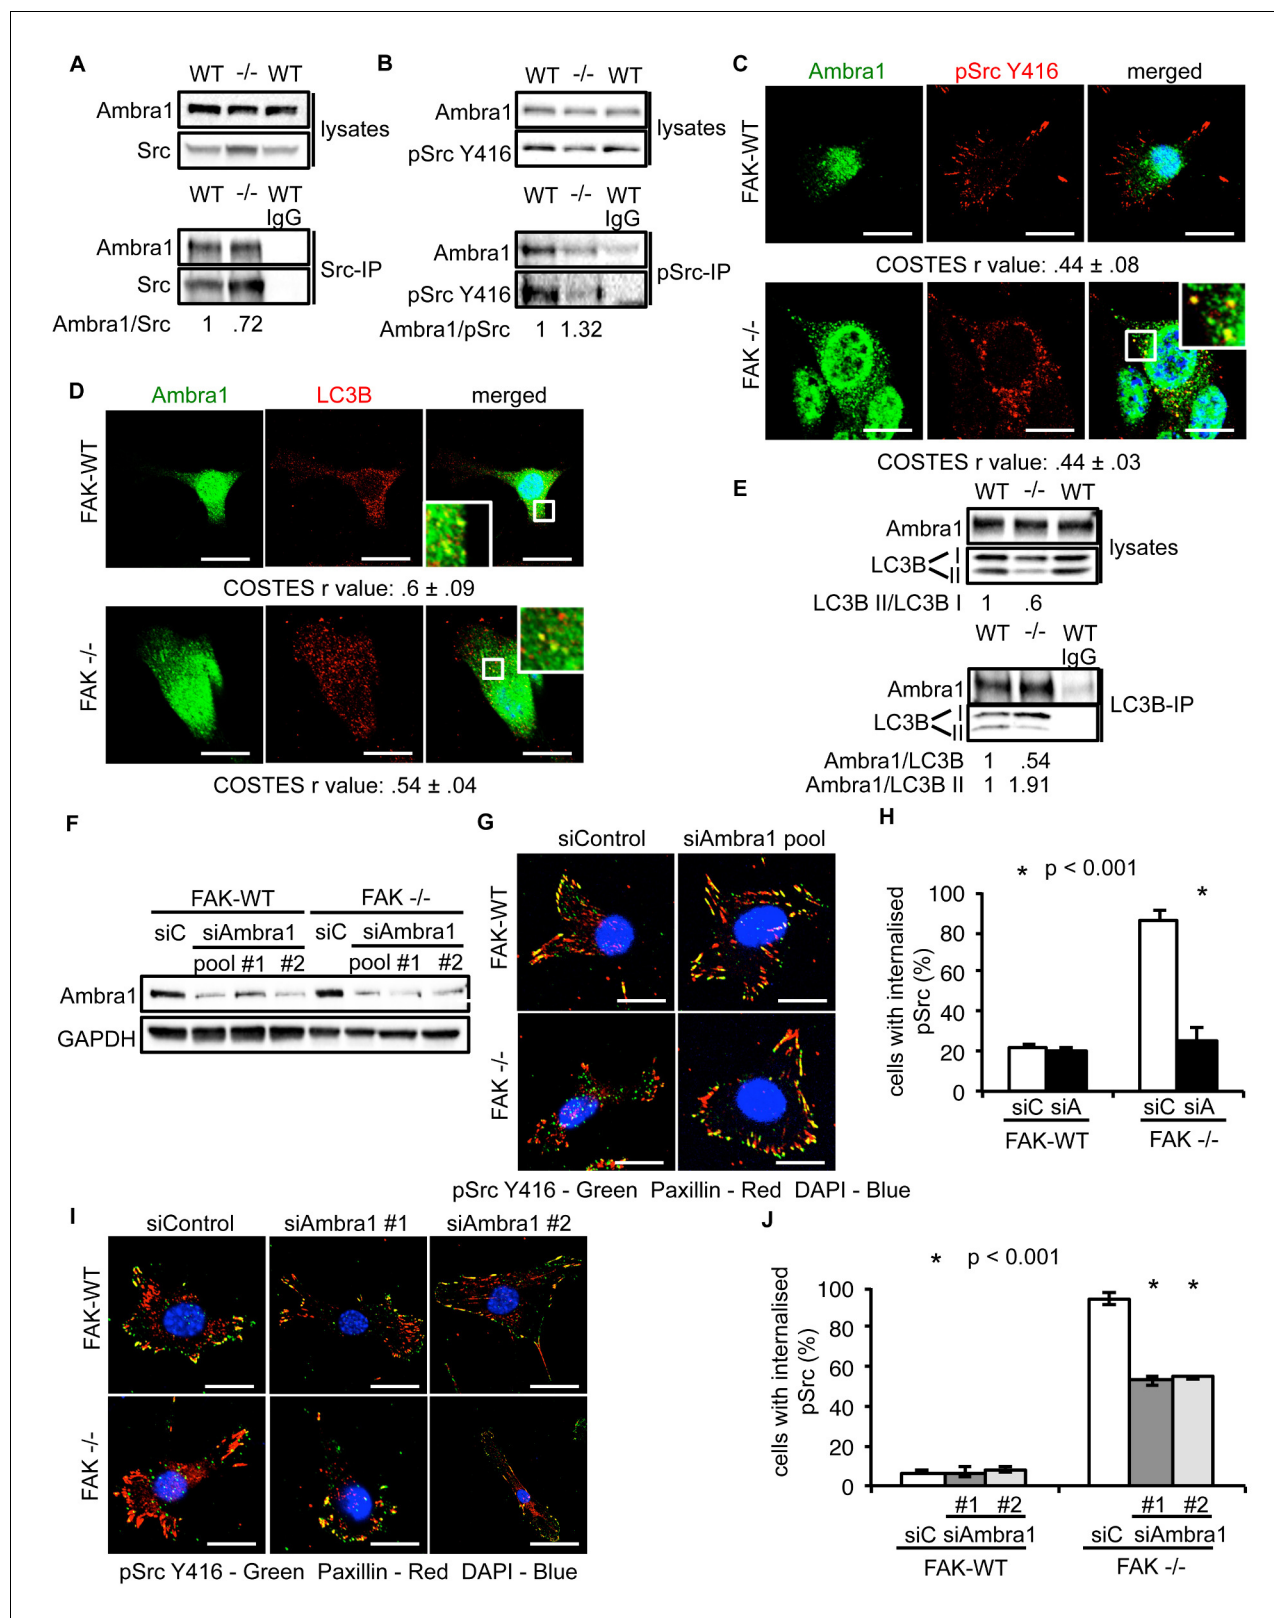 A
WT -/- WT
Ambra1
Src
lysates
WT -/- WT
IgG
Ambra1
Src
Src-IP
Ambra1/Src 1 .72
B
WT -/- WT
Ambra1
pSrc Y416
lysates
WT -/- WT
IgG
Ambra1
pSrc Y416
pSrc-IP
Ambra1/pSrc 1 1.32
C
Ambra1 pSrc Y416 merged
FAK-WT
COSTES r value: .44 ± .08
FAK -/-
COSTES r value: .44 ± .03
D
Ambra1 LC3B merged
FAK-WT
COSTES r value: .6 ± .09
FAK -/-
COSTES r value: .54 ± .04
E
WT -/- WT
Ambra1
LC3B I
II
lysates
LC3B II/LC3B I 1 .6
WT -/- WT
IgG
Ambra1
LC3B I
II
LC3B-IP
Ambra1/LC3B 1 .54
Ambra1/LC3B II 1 1.91
F
FAK-WT FAK -/-
siC siAmbra1 siC siAmbra1
pool #1 #2 pool #1 #2
Ambra1
GAPDH
G
siControl siAmbra1 pool
FAK-WT
FAK -/-
pSrc Y416 - Green Paxillin - Red DAPI - Blue
H
* p < 0.001
cells with internalised
pSrc (%)
100
80
60
40
20
0
*
siC siA siC siA
FAK-WT FAK -/-
I
siControl siAmbra1 #1 siAmbra1 #2
FAK-WT
FAK -/-
pSrc Y416 - Green Paxillin - Red DAPI - Blue
J
* p < 0.001
cells with internalised
pSrc (%)
100
80
60
40
20
0
* *
#1 #2 #1 #2
siC siAmbra1 siC siAmbra1
FAK-WT FAK -/-